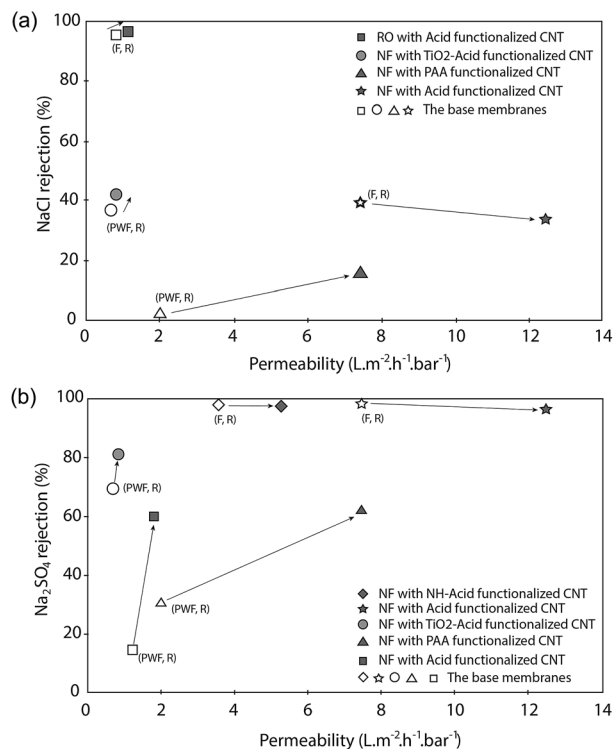 (a)
100
80
60
40
20
0
NaCl rejection (%)
(F, R)
(PWF, R)
(PWF, R)
(F, R)
RO with Acid functionalized CNT
NF with TiO2-Acid functionalized CNT
NF with PAA functionalized CNT
NF with Acid functionalized CNT
The base membranes
0 2 4 6 8 10 12 14
Permeability (L.m⁻².h⁻¹.bar⁻¹)
(b)
100
80
60
40
20
0
Na₂SO₄ rejection (%)
(F, R)
(F, R)
(PWF, R)
(PWF, R)
(PWF, R)
NF with NH-Acid functionalized CNT
NF with Acid functionalized CNT
NF with TiO2-Acid functionalized CNT
NF with PAA functionalized CNT
NF with Acid functionalized CNT
The base membranes
0 2 4 6 8 10 12 14
Permeability (L.m⁻².h⁻¹.bar⁻¹)